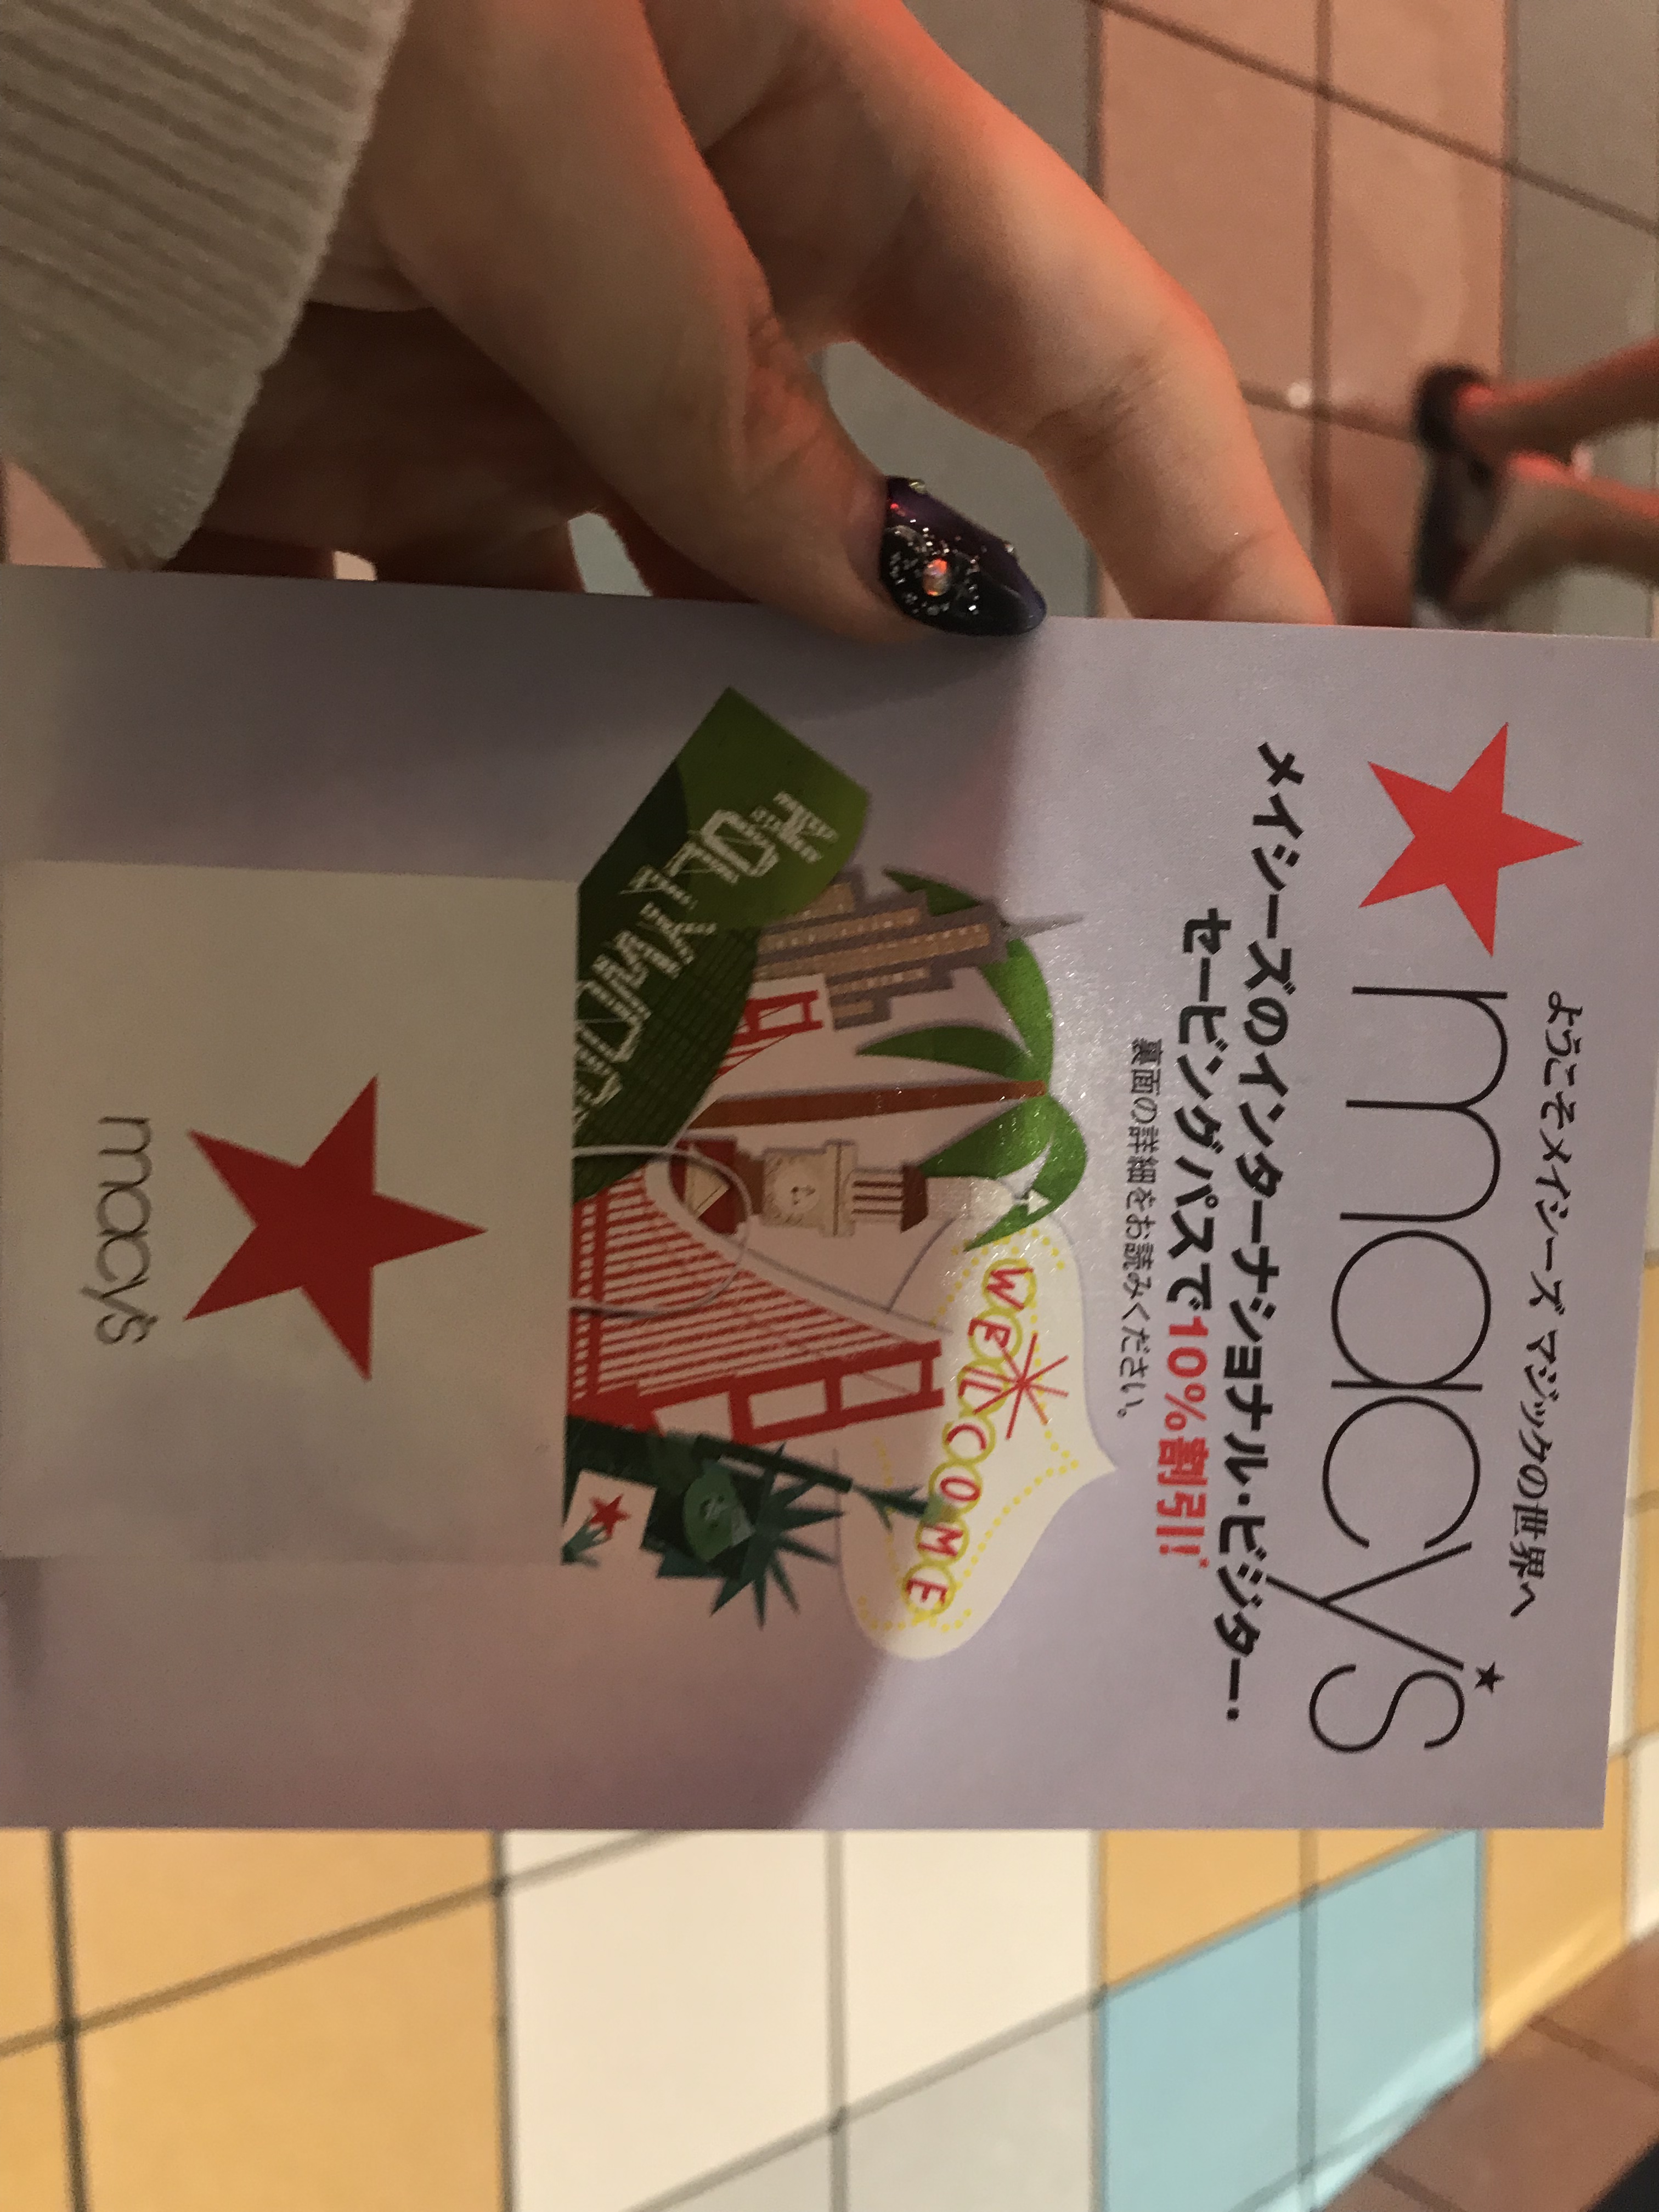 ようこそメイシーズ マジックの世界へ
macy's
メイシーズのインターナショナル・ビジター・
セービングパスで10%割引!*
裏面の詳細をお読みください。
WELCOME
HOLLYWOOD
macy's